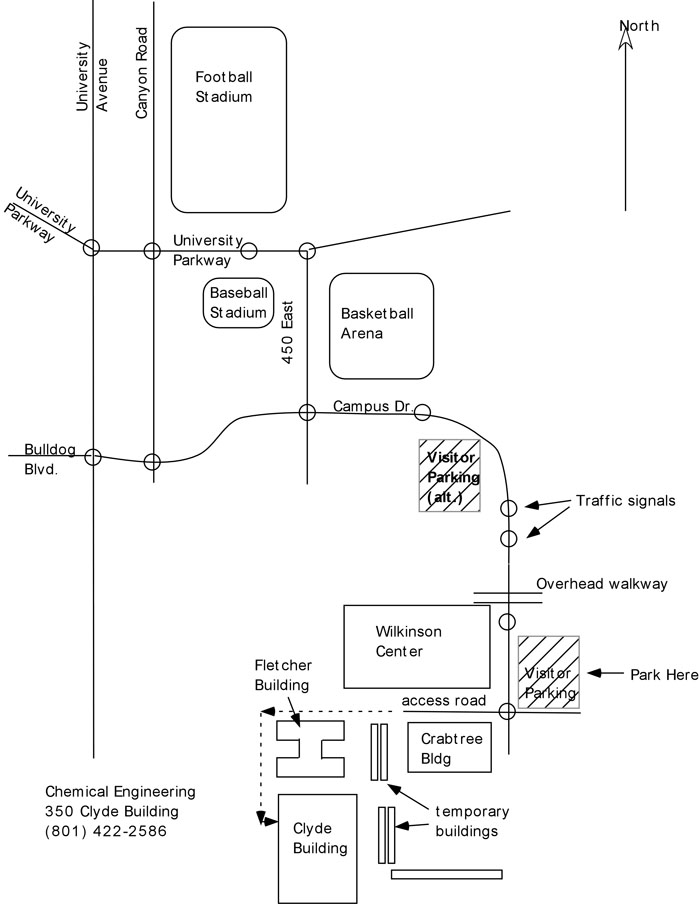 North
University
Avenue
Canyon Road
Football
Stadium
University
Parkway
University
Parkway
Baseball
Stadium
450 East
Basketball
Arena
Campus Dr.
Bulldog
Blvd.
Visitor
Parking
(alt.)
Traffic signals
Overhead walkway
Wilkinson
Center
Fletcher
Building
Visitor
Parking
Park Here
access road
Crabtree
Bldg
Chemical Engineering
350 Clyde Building
(801) 422-2586
temporary
buildings
Clyde
Building